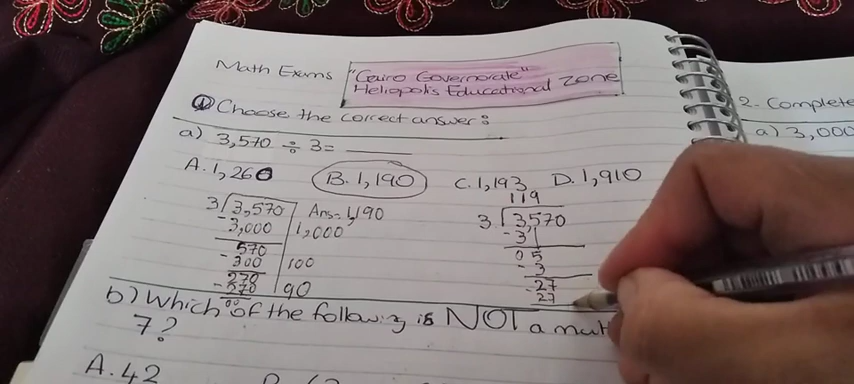 Math Exams "Cairo Governorate"
Heliopolis Educational Zone
1 Choose the correct answer:
a) 3,570 ÷ 3 = ____
A. 1,260 B. 1,190 C. 1,193 D. 1,910
3 3,570 Ans= 1,190
- 3,000 1,000
570
- 300 100
270
- 270 90
00
119
3. 3,570
- 3
05
- 3
- 27
27
b) Which of the following is NOT a mult
7?
A. 42
2- Complete
a) 3,000